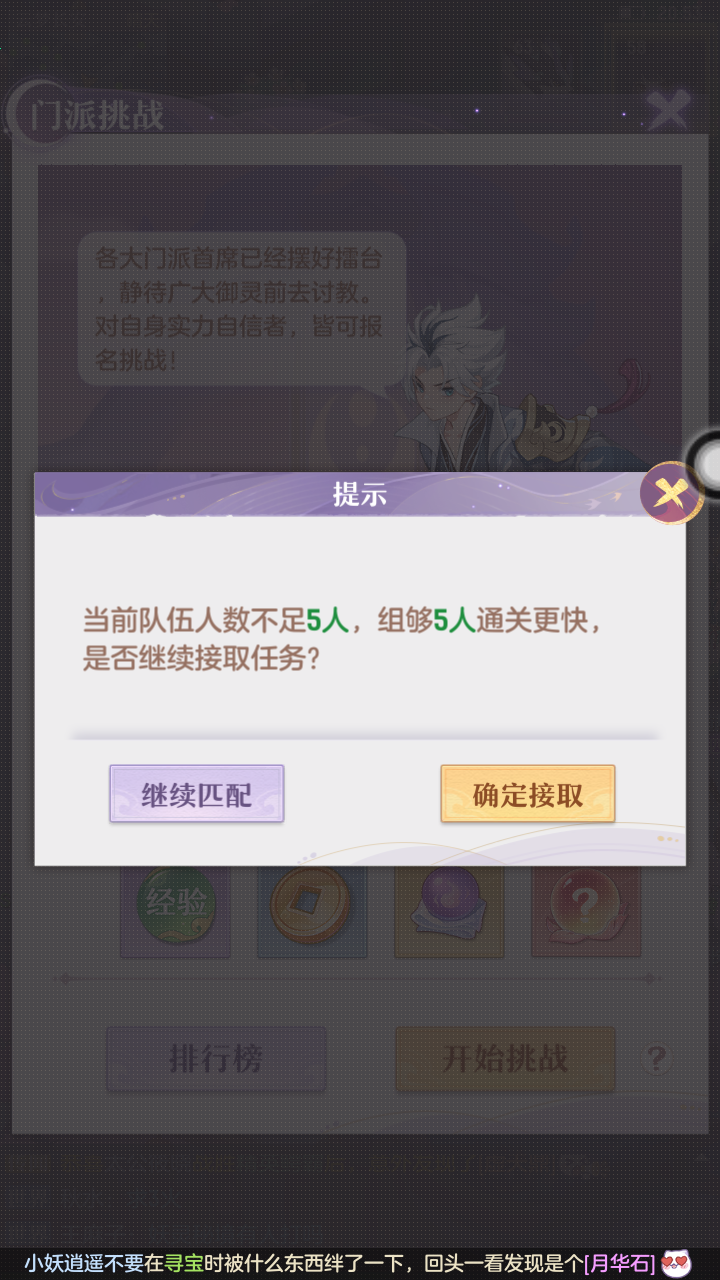 门派挑战
各大门派首席已经摆好擂台
，静待广大御灵前去讨教。
对自身实力自信者，皆可报
名挑战！
提示
当前队伍人数不足5人，组够5人通关更快，
是否继续接取任务？
继续匹配
确定接取
经验
?
排行榜
开始挑战
?
小妖逍遥不要在寻宝时被什么东西绊了一下，回头一看发现是个[月华石]